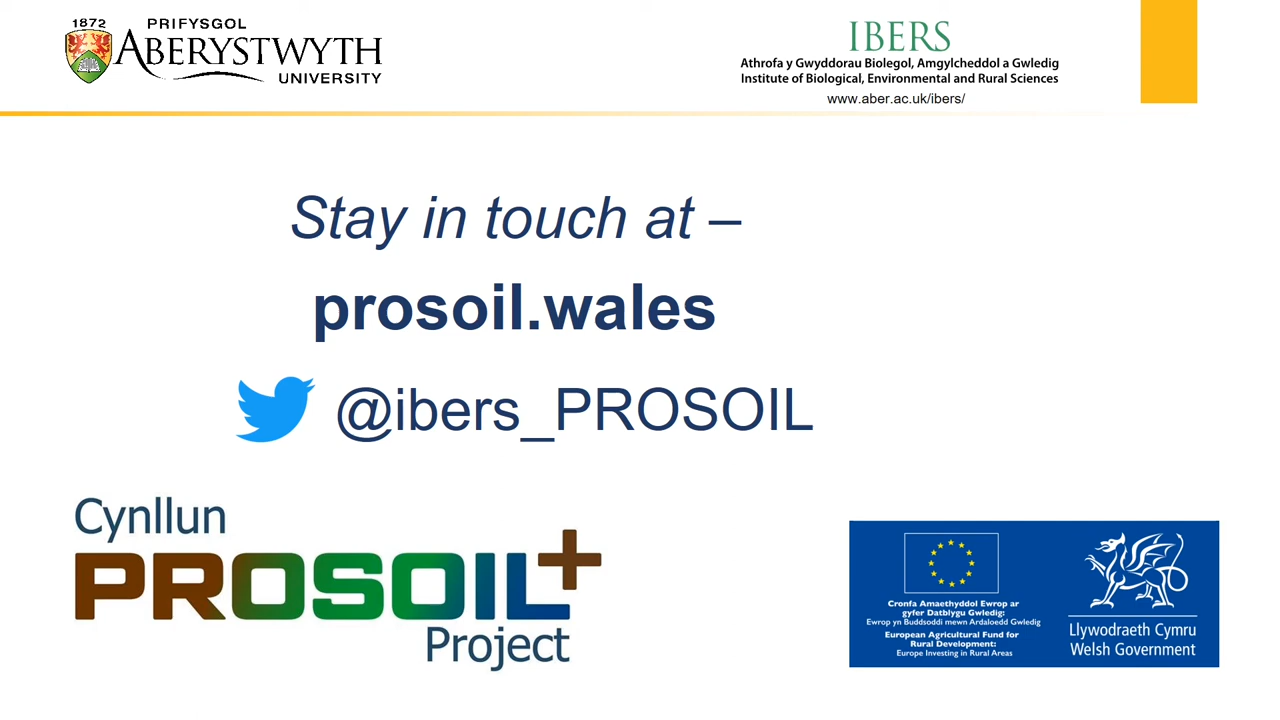 1872
PRIFYSGOL
ABERYSTWYTH
UNIVERSITY
IBERS
Athrofa y Gwyddorau Biolegol, Amgylcheddol a Gwledig
Institute of Biological, Environmental and Rural Sciences
www.aber.ac.uk/ibers/
Stay in touch at –
prosoil.wales
@ibers_PROSOIL
Cynllun
PROSOIL+
Project
Cronfa Amaethyddol Ewrop ar
gyfer Datblygu Gwledig:
Ewrop yn Buddsoddi mewn Ardaloedd Gwledig
European Agricultural Fund for
Rural Development:
Europe Investing in Rural Areas
Llywodraeth Cymru
Welsh Government